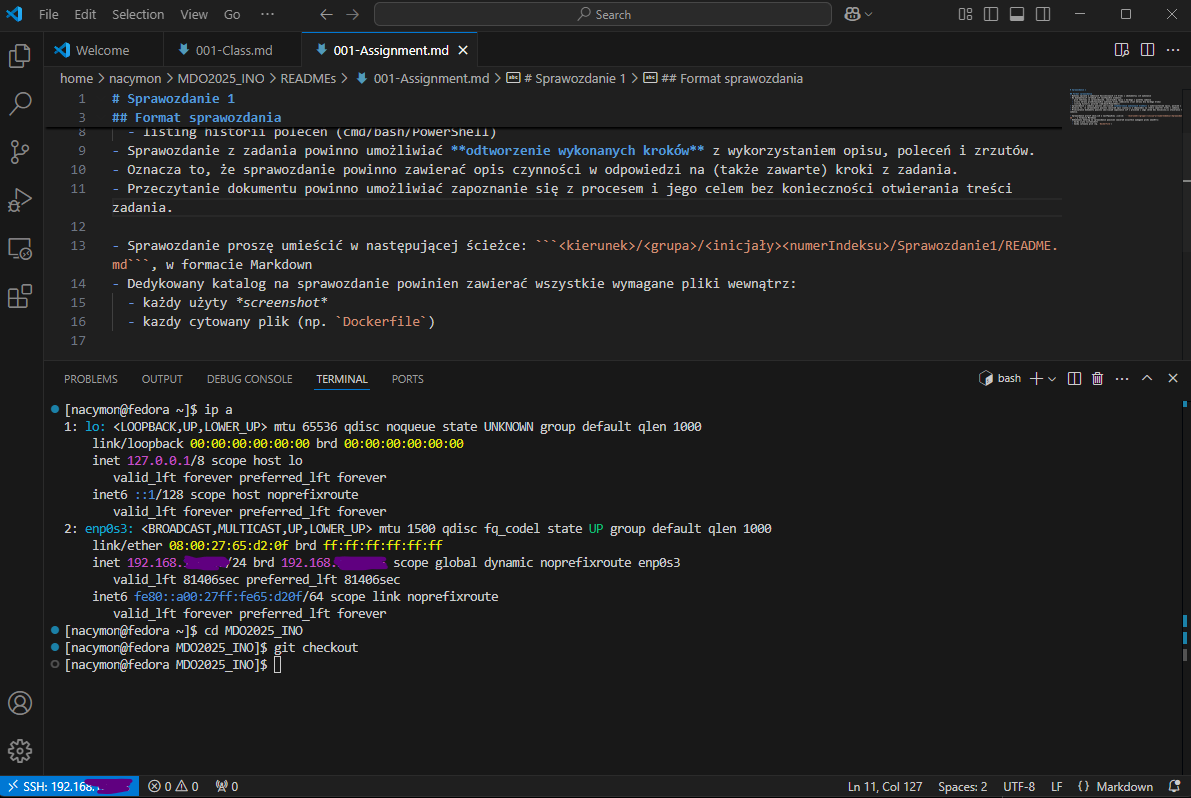 File Edit Selection View Go ··· Search
Welcome 001-Class.md 001-Assignment.md
home > nacymon > MDO2025_INO > READMEs > 001-Assignment.md > # Sprawozdanie 1 > ## Format sprawozdania
1 # Sprawozdanie 1
3 ## Format sprawozdania
8 - listing historii poleceń (cmd/bash/PowerShell)
9 - Sprawozdanie z zadania powinno umożliwiać **odtworzenie wykonanych kroków** z wykorzystaniem opisu, poleceń i zrzutów.
10 - Oznacza to, że sprawozdanie powinno zawierać opis czynności w odpowiedzi na (także zawarte) kroki z zadania.
11 - Przeczytanie dokumentu powinno umożliwiać zapoznanie się z procesem i jego celem bez konieczności otwierania treści
zadania.
12
13 - Sprawozdanie proszę umieścić w następującej ścieżce: ```<kierunek>/<grupa>/<inicjały><numerIndeksu>/Sprawozdanie1/README.
md```, w formacie Markdown
14 - Dedykowany katalog na sprawozdanie powinien zawierać wszystkie wymagane pliki wewnątrz:
15 - każdy użyty *screenshot*
16 - kazdy cytowany plik (np. `Dockerfile`)
17
PROBLEMS OUTPUT DEBUG CONSOLE TERMINAL PORTS bash
[nacymon@fedora ~]$ ip a
1: lo: <LOOPBACK,UP,LOWER_UP> mtu 65536 qdisc noqueue state UNKNOWN group default qlen 1000
link/loopback 00:00:00:00:00:00 brd 00:00:00:00:00:00
inet 127.0.0.1/8 scope host lo
valid_lft forever preferred_lft forever
inet6 ::1/128 scope host noprefixroute
valid_lft forever preferred_lft forever
2: enp0s3: <BROADCAST,MULTICAST,UP,LOWER_UP> mtu 1500 qdisc fq_codel state UP group default qlen 1000
link/ether 08:00:27:65:d2:0f brd ff:ff:ff:ff:ff:ff
inet 192.168. /24 brd 192.168. scope global dynamic noprefixroute enp0s3
valid_lft 81406sec preferred_lft 81406sec
inet6 fe80::a00:27ff:fe65:d20f/64 scope link noprefixroute
valid_lft forever preferred_lft forever
[nacymon@fedora ~]$ cd MDO2025_INO
[nacymon@fedora MDO2025_INO]$ git checkout
[nacymon@fedora MDO2025_INO]$
SSH: 192.168. 0 0 0 Ln 11, Col 127 Spaces: 2 UTF-8 LF {} Markdown